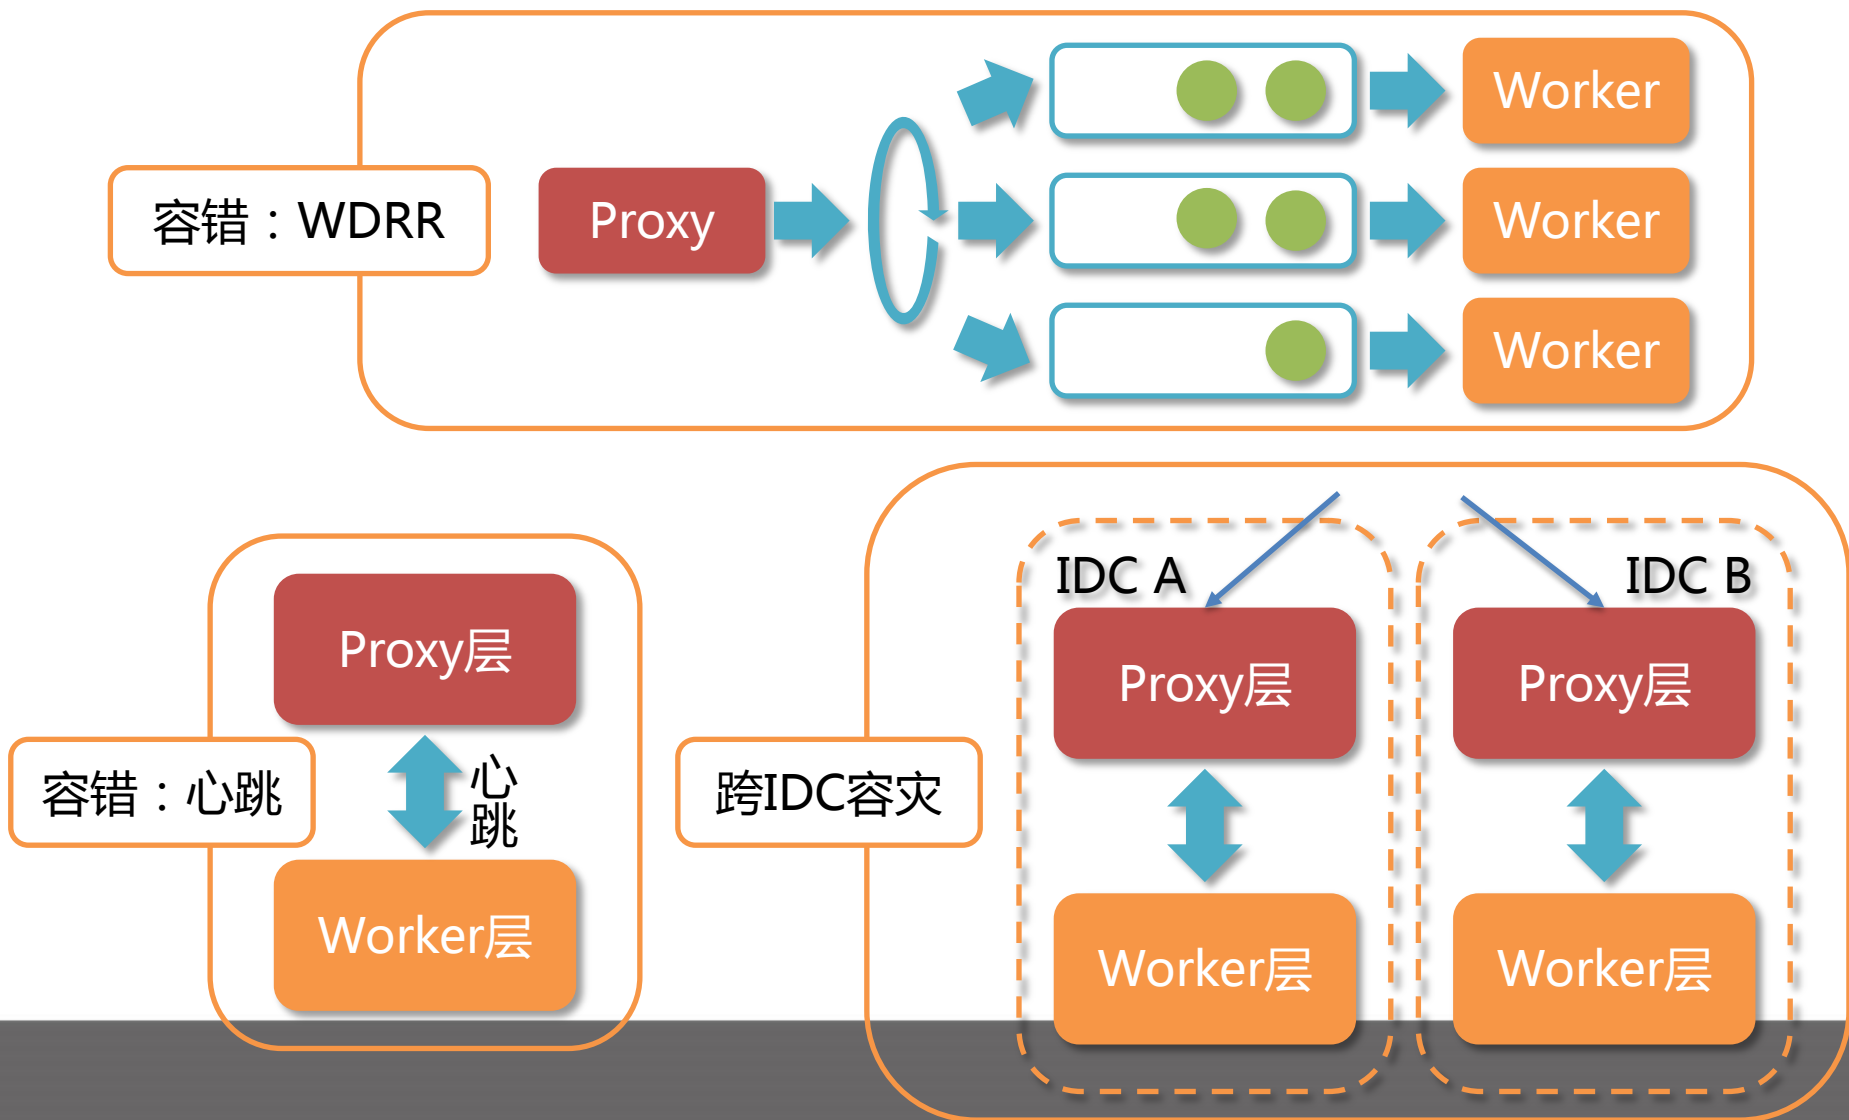 容错：WDRR
Proxy
Worker
Worker
Worker
容错：心跳
Proxy层
心
跳
Worker层
跨IDC容灾
IDC A
Proxy层
Worker层
IDC B
Proxy层
Worker层